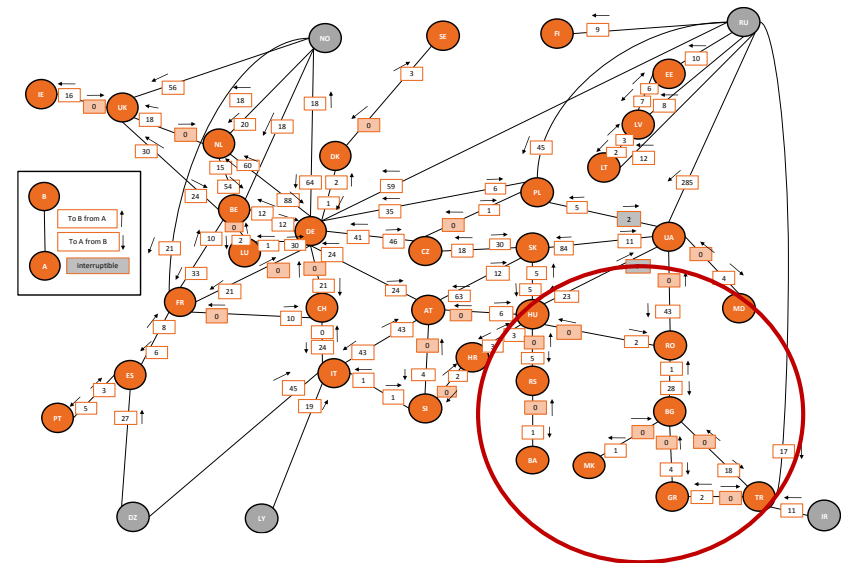 RU
9
FI
SE
NO
10
EE
3
56
6
IE
16
18
18
7
8
0
UK
18
20
18
0
LV
0
3
NL
30
2
12
DK
LT
45
15
60
64
2
59
6
285
PL
54
24
88
1
B
BE
12
35
1
5
To B from A
0
12
DE
0
2
10
2
41
46
30
11
UA
To A from B
LU
1
30
CZ
18
SK
84
21
24
0
A
Interruptible
0
0
12
5
33
4
21
21
24
5
0
63
23
FR
0
10
CH
AT
0
6
HU
43
MD
8
0
43
0
3
0
2
RO
6
24
43
0
5
HR
1
ES
IT
4
2
RS
28
3
45
1
1
0
5
19
SI
0
BG
PT
27
1
0
0
0
1
17
BA
MK
4
18
GR
2
0
TR
11
IR
DZ
LY